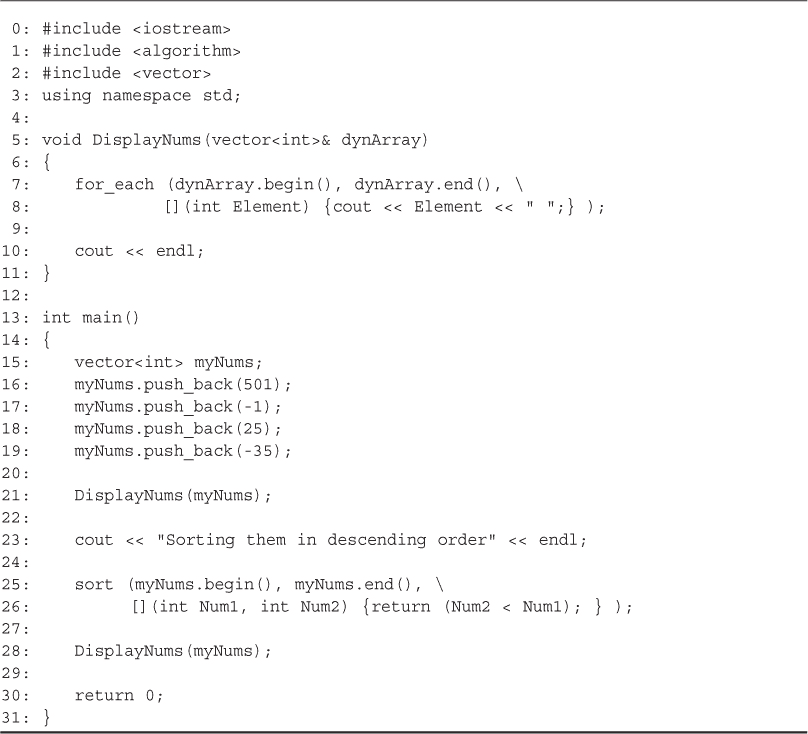 0: #include <iostream>
1: #include <algorithm>
2: #include <vector>
3: using namespace std;
4:
5: void DisplayNums(vector<int>& dynArray)
6: {
7:    for_each (dynArray.begin(), dynArray.end(), \
8:             [](int Element) {cout << Element << " ";} );
9:
10:    cout << endl;
11: }
12:
13: int main()
14: {
15:    vector<int> myNums;
16:    myNums.push_back(501);
17:    myNums.push_back(-1);
18:    myNums.push_back(25);
19:    myNums.push_back(-35);
20:
21:    DisplayNums(myNums);
22:
23:    cout << "Sorting them in descending order" << endl;
24:
25:    sort (myNums.begin(), myNums.end(), \
26:          [](int Num1, int Num2) {return (Num2 < Num1); } );
27:
28:    DisplayNums(myNums);
29:
30:    return 0;
31: }